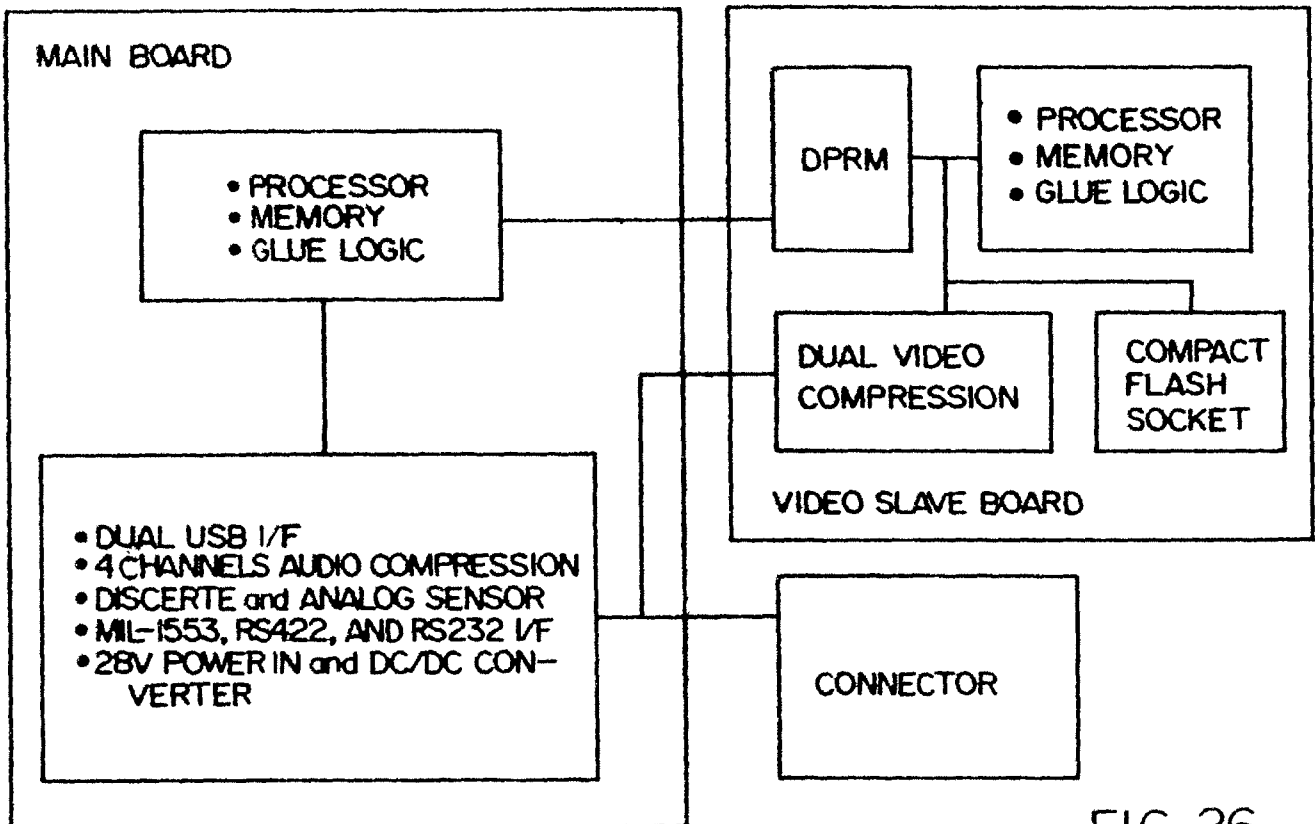 MAIN BOARD
• PROCESSOR
• MEMORY
• GLUE LOGIC
• DUAL USB I/F
• 4 CHANNELS AUDIO COMPRESSION
• DISCERTE and ANALOG SENSOR
• MIL-1553, RS422, AND RS232 I/F
• 28V POWER IN and DC/DC CON-
VERTER
DPRM
• PROCESSOR
• MEMORY
• GLUE LOGIC
DUAL VIDEO
COMPRESSION
COMPACT
FLASH
SOCKET
VIDEO SLAVE BOARD
CONNECTOR
FIG. 26